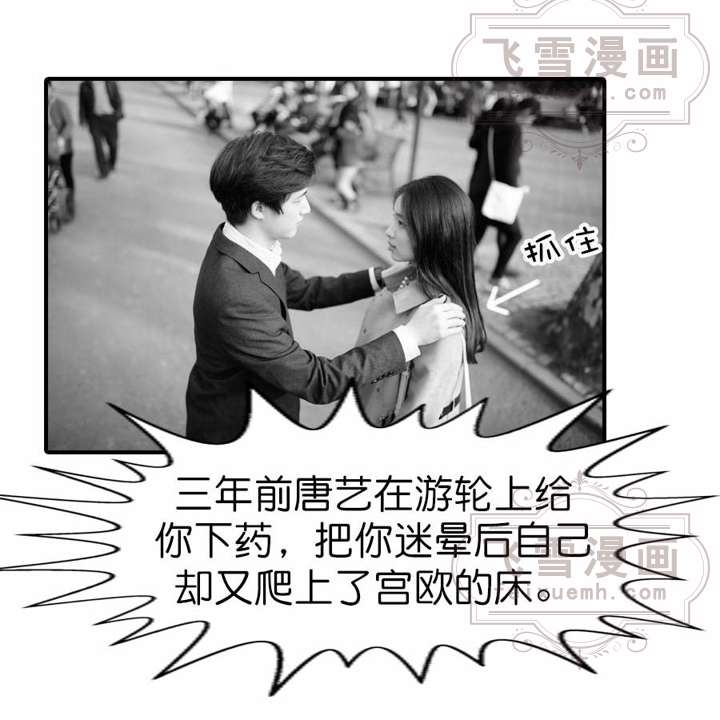 飞雪漫画
抓住
三年前唐艺在游轮上给
你下药，把你迷晕后自己
却又爬上了宫欧的床。
飞雪漫画